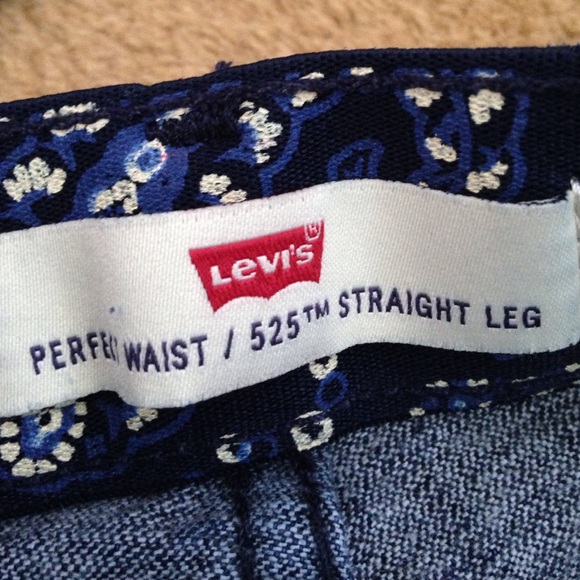 Levi's ®
PERFECT WAIST / 525™ STRAIGHT LEG